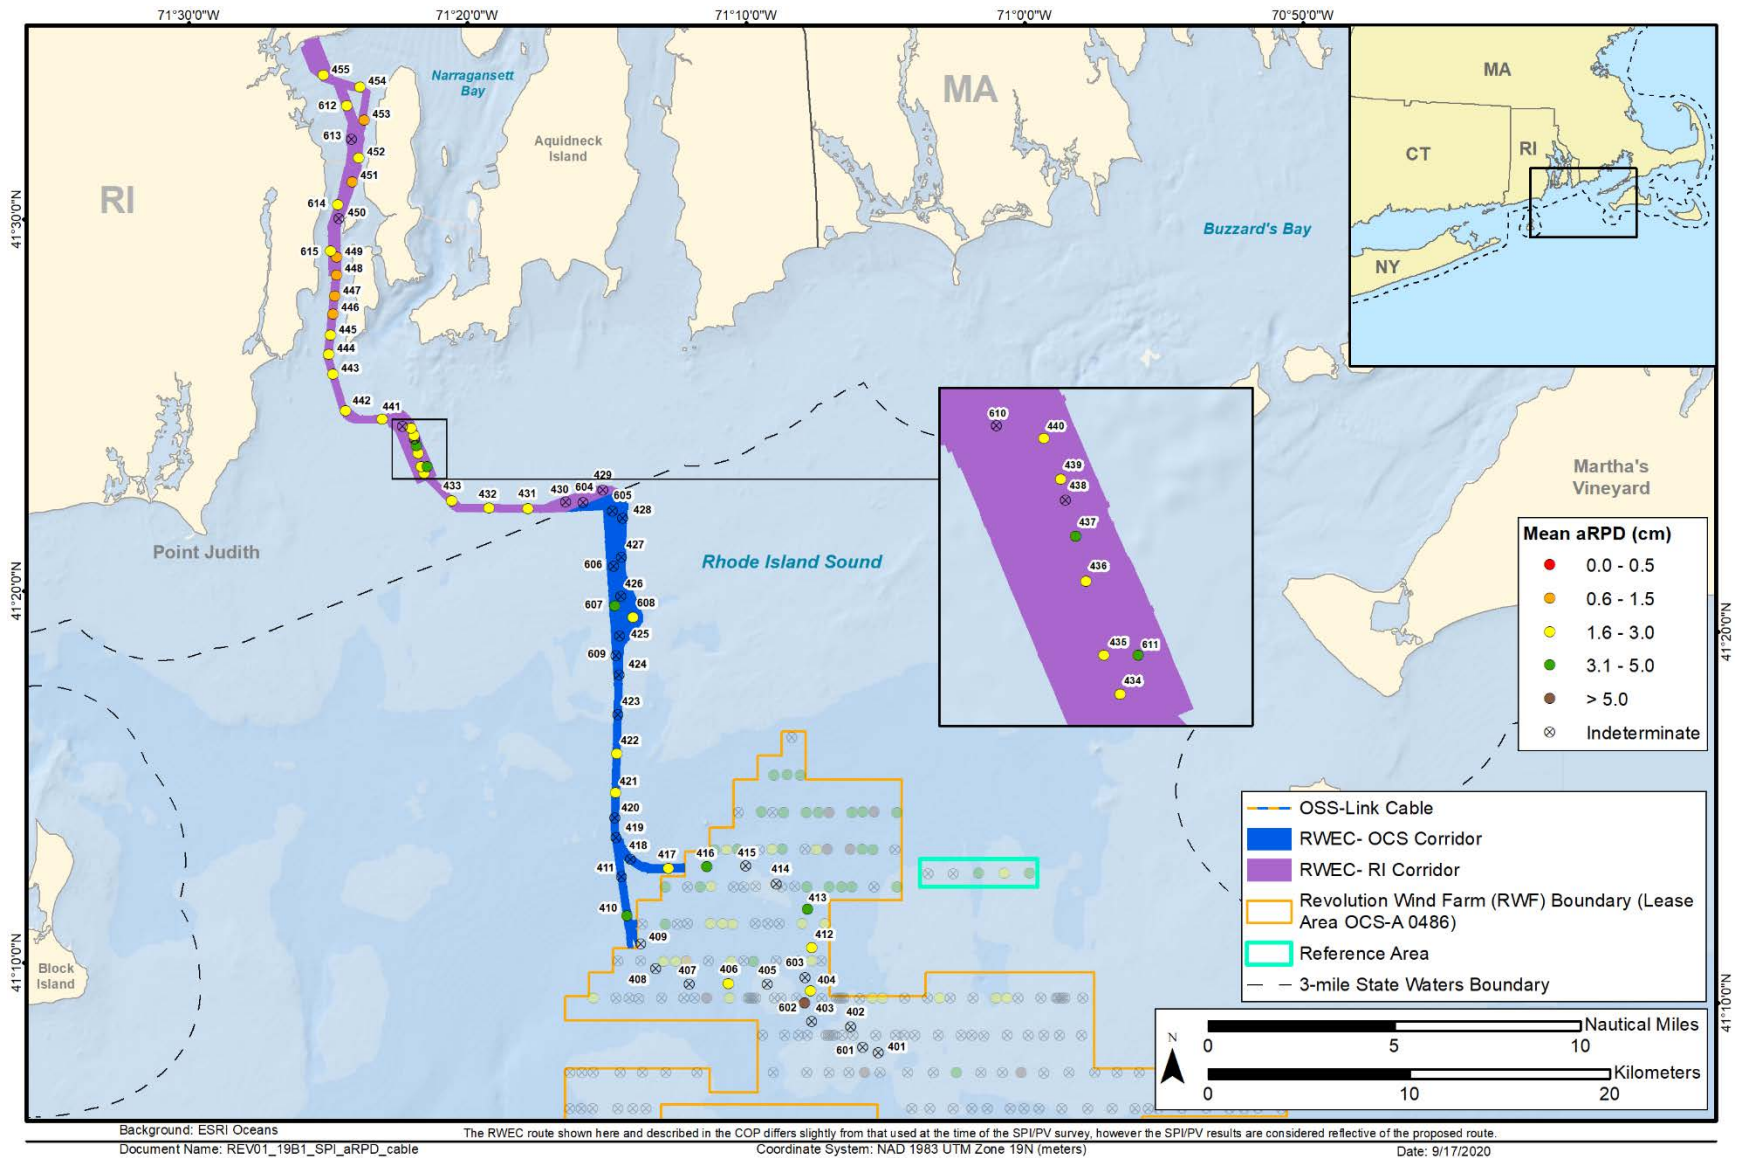 71°30'0"W
71°20'0"W
71°10'0"W
71°0'0"W
70°50'0"W
41°30'0"N
41°20'0"N
41°10'0"N
41°20'0"N
41°10'0"N
RI
MA
Narragansett
Bay
Aquidneck
Island
Buzzard's Bay
Rhode Island Sound
Point Judith
Block
Island
Martha's
Vineyard
MA
CT
RI
NY
455
454
612
453
613
452
451
614
450
615
449
448
447
446
445
444
443
442
441
433
432
431
430
604
429
605
428
427
606
426
607
608
425
609
424
423
422
421
420
419
418
417
416
415
414
411
413
410
412
409
603
408
407
406
405
404
602
403
402
601
401
610
440
439
438
437
436
435
611
434
Mean aRPD (cm)
0.0 - 0.5
0.6 - 1.5
1.6 - 3.0
3.1 - 5.0
> 5.0
Indeterminate
OSS-Link Cable
RWEC- OCS Corridor
RWEC- RI Corridor
Revolution Wind Farm (RWF) Boundary (Lease
Area OCS-A 0486)
Reference Area
3-mile State Waters Boundary
N
Nautical Miles
0 5 10
Kilometers
0 10 20
Background: ESRI Oceans
The RWEC route shown here and described in the COP differs slightly from that used at the time of the SPI/PV survey, however the SPI/PV results are considered reflective of the proposed route.
Document Name: REV01_19B1_SPI_aRPD_cable
Coordinate System: NAD 1983 UTM Zone 19N (meters)
Date: 9/17/2020